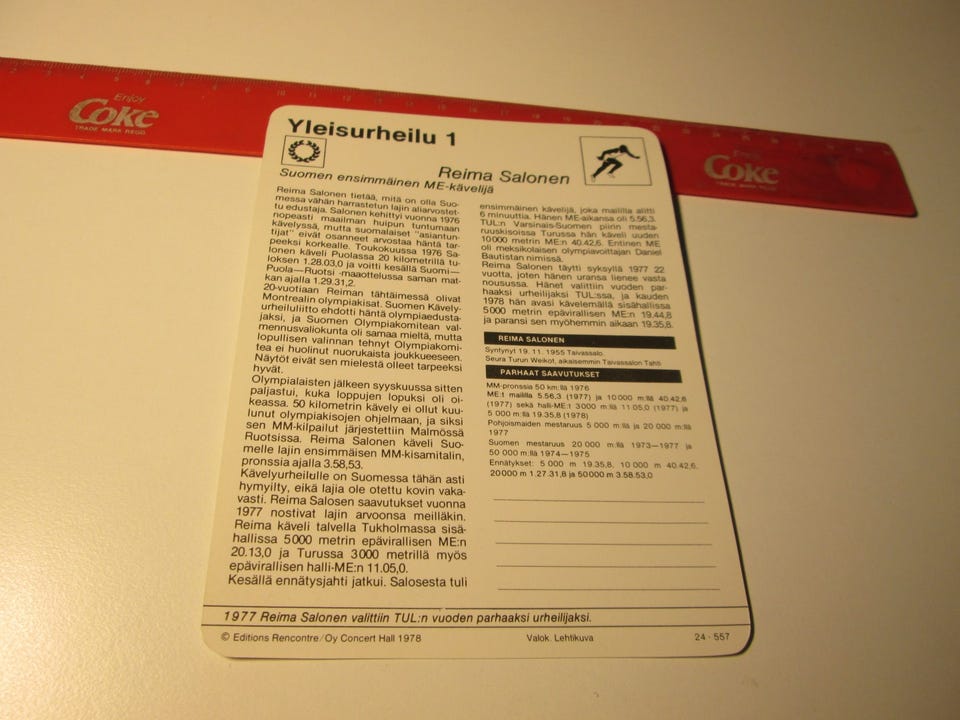 Enjoy
Coke
TRADE MARK REGD
Coke
Yleisurheilu 1
Reima Salonen
Suomen ensimmäinen ME-kävelijä
Reima Salonen tietää, mitä on olla Suo-
messa vähän harrastetun lajin aliarvostet-
tu edustaja. Salonen kehittyi vuonna 1976
nopeasti maailman huipun tuntumaan
kävelyssä, mutta suomalaiset "asiantun-
tijat" eivät osanneet arvostaa häntä tar-
peeksi korkealle. Toukokuussa 1976 Sa-
lonen käveli Puolassa 20 kilometrillä tu-
loksen 1.28.03,0 ja voitti kesällä Suomi—
Puola—Ruotsi -maaottelussa saman mat-
kan ajalla 1.29.31,2.
20-vuotiaan Reiman tähtäimessä olivat
Montrealin olympiakisat. Suomen Kävely-
urheiluliitto ehdotti häntä olympiaedusta-
jaksi, ja Suomen Olympiakomitean val-
mennusvaliokunta oli samaa mieltä, mutta
lopullisen valinnan tehnyt Olympiakomi-
tea ei huolinut nuorukaista joukkueeseen.
Näytöt eivät sen mielestä olleet tarpeeksi
hyvät.
Olympialaisten jälkeen syyskuussa sitten
paljastui, kuka loppujen lopuksi oli oi-
keassa. 50 kilometrin kävely ei ollut kuu-
lunut olympiakisojen ohjelmaan, ja siksi
sen MM-kilpailut järjestettiin Malmössä
Ruotsissa. Reima Salonen käveli Suo-
melle lajin ensimmäisen MM-kisamitalin,
pronssia ajalla 3.58,53.
Kävelyurheilulle on Suomessa tähän asti
hymyilty, eikä lajia ole otettu kovin vaka-
vasti. Reima Salosen saavutukset vuonna
1977 nostivat lajin arvoonsa meilläkin.
Reima käveli talvella Tukholmassa sisä-
hallissa 5000 metrin epävirallisen ME:n
20.13,0 ja Turussa 3000 metrillä myös
epävirallisen halli-ME:n 11.05,0.
Kesällä ennätysjahti jatkui. Salosesta tuli
ensimmäinen kävelijä, joka maililla alitti
6 minuuttia. Hänen ME-aikansa oli 5.56,3.
TUL:n Varsinais-Suomen piirin mesta-
ruuskisoissa Turussa hän käveli uuden
10000 metrin ME:n 40.42,6. Entinen ME
oli meksikolaisen olympiavoittajan Daniel
Bautistan nimissä.
Reima Salonen täytti syksyllä 1977 22
vuotta, joten hänen uransa lienee vasta
nousussa. Hänet valittiin vuoden par-
haaksi urheilijaksi TUL:ssa, ja kauden
1978 hän avasi kävelemällä sisähallissa
5000 metrin epävirallisen ME:n 19.44,8
ja paransi sen myöhemmin aikaan 19.35,8.
REIMA SALONEN
Syntynyt 19. 11. 1955 Taivassalo.
Seura Turun Weikot, aikaisemmin Taivassalon Tähti
PARHAAT SAAVUTUKSET
MM-pronssia 50 km:llä 1976
ME:t maililla 5.56,3 (1977) ja 10 000 m:llä 40.42,6
(1977) sekä halli-ME:t 3000 m:llä 11.05,0 (1977) ja
5 000 m:llä 19.35,8 (1978)
Pohjoismaiden mestaruus 5 000 m:llä ja 20 000 m:llä
1977
Suomen mestaruus 20 000 m:llä 1973—1977 ja
50 000 m:llä 1974—1975
Ennätykset: 5 000 m 19.35,8, 10 000 m 40.42,6,
20000 m 1.27.31,8 ja 50000 m 3.58.53,0
1977 Reima Salonen valittiin TUL:n vuoden parhaaksi urheilijaksi.
© Editions Rencontre/Oy Concert Hall 1978
Valok. Lehtikuva
24 - 557